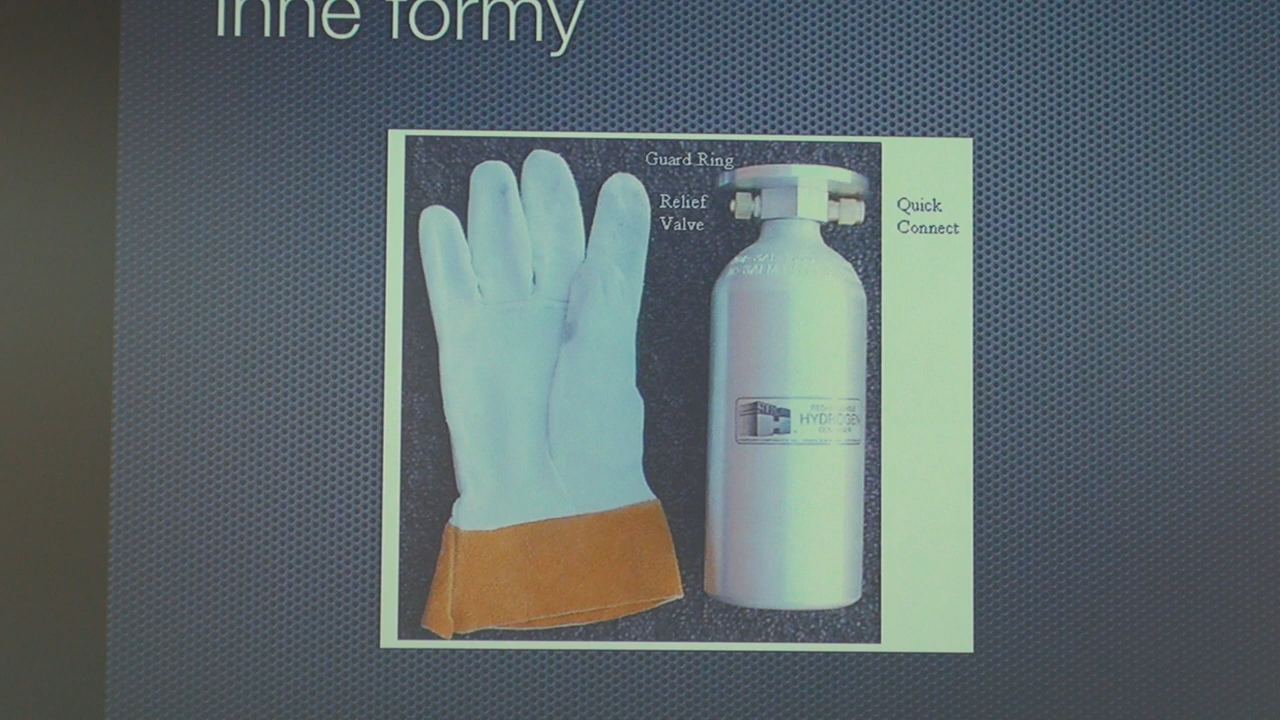 Inne formy
Guard Ring
Relief
Valve
Quick
Connect
HYDROGEN